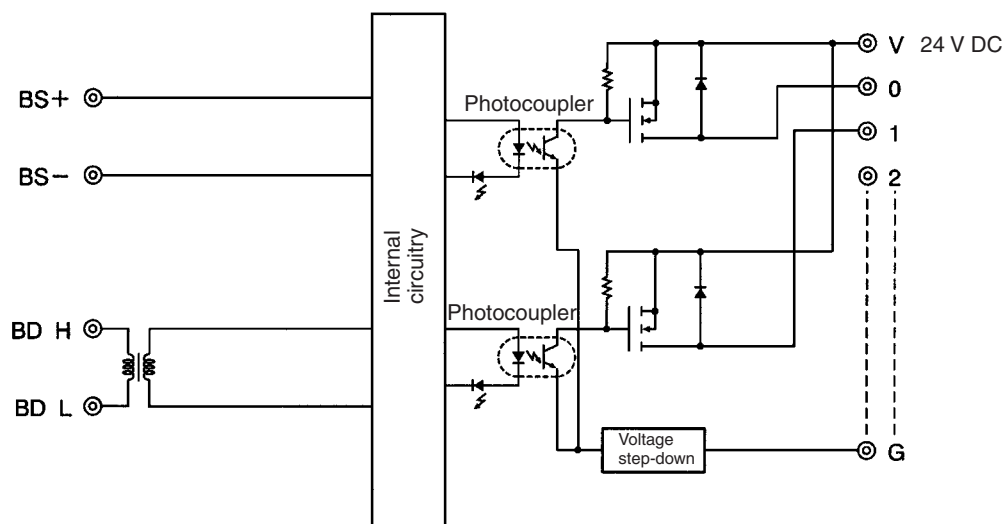 V 24 V DC
BS+
0
Photocoupler
1
BS−
2
Internal
circuitry
Photocoupler
BD H
BD L
Voltage
step-down
G